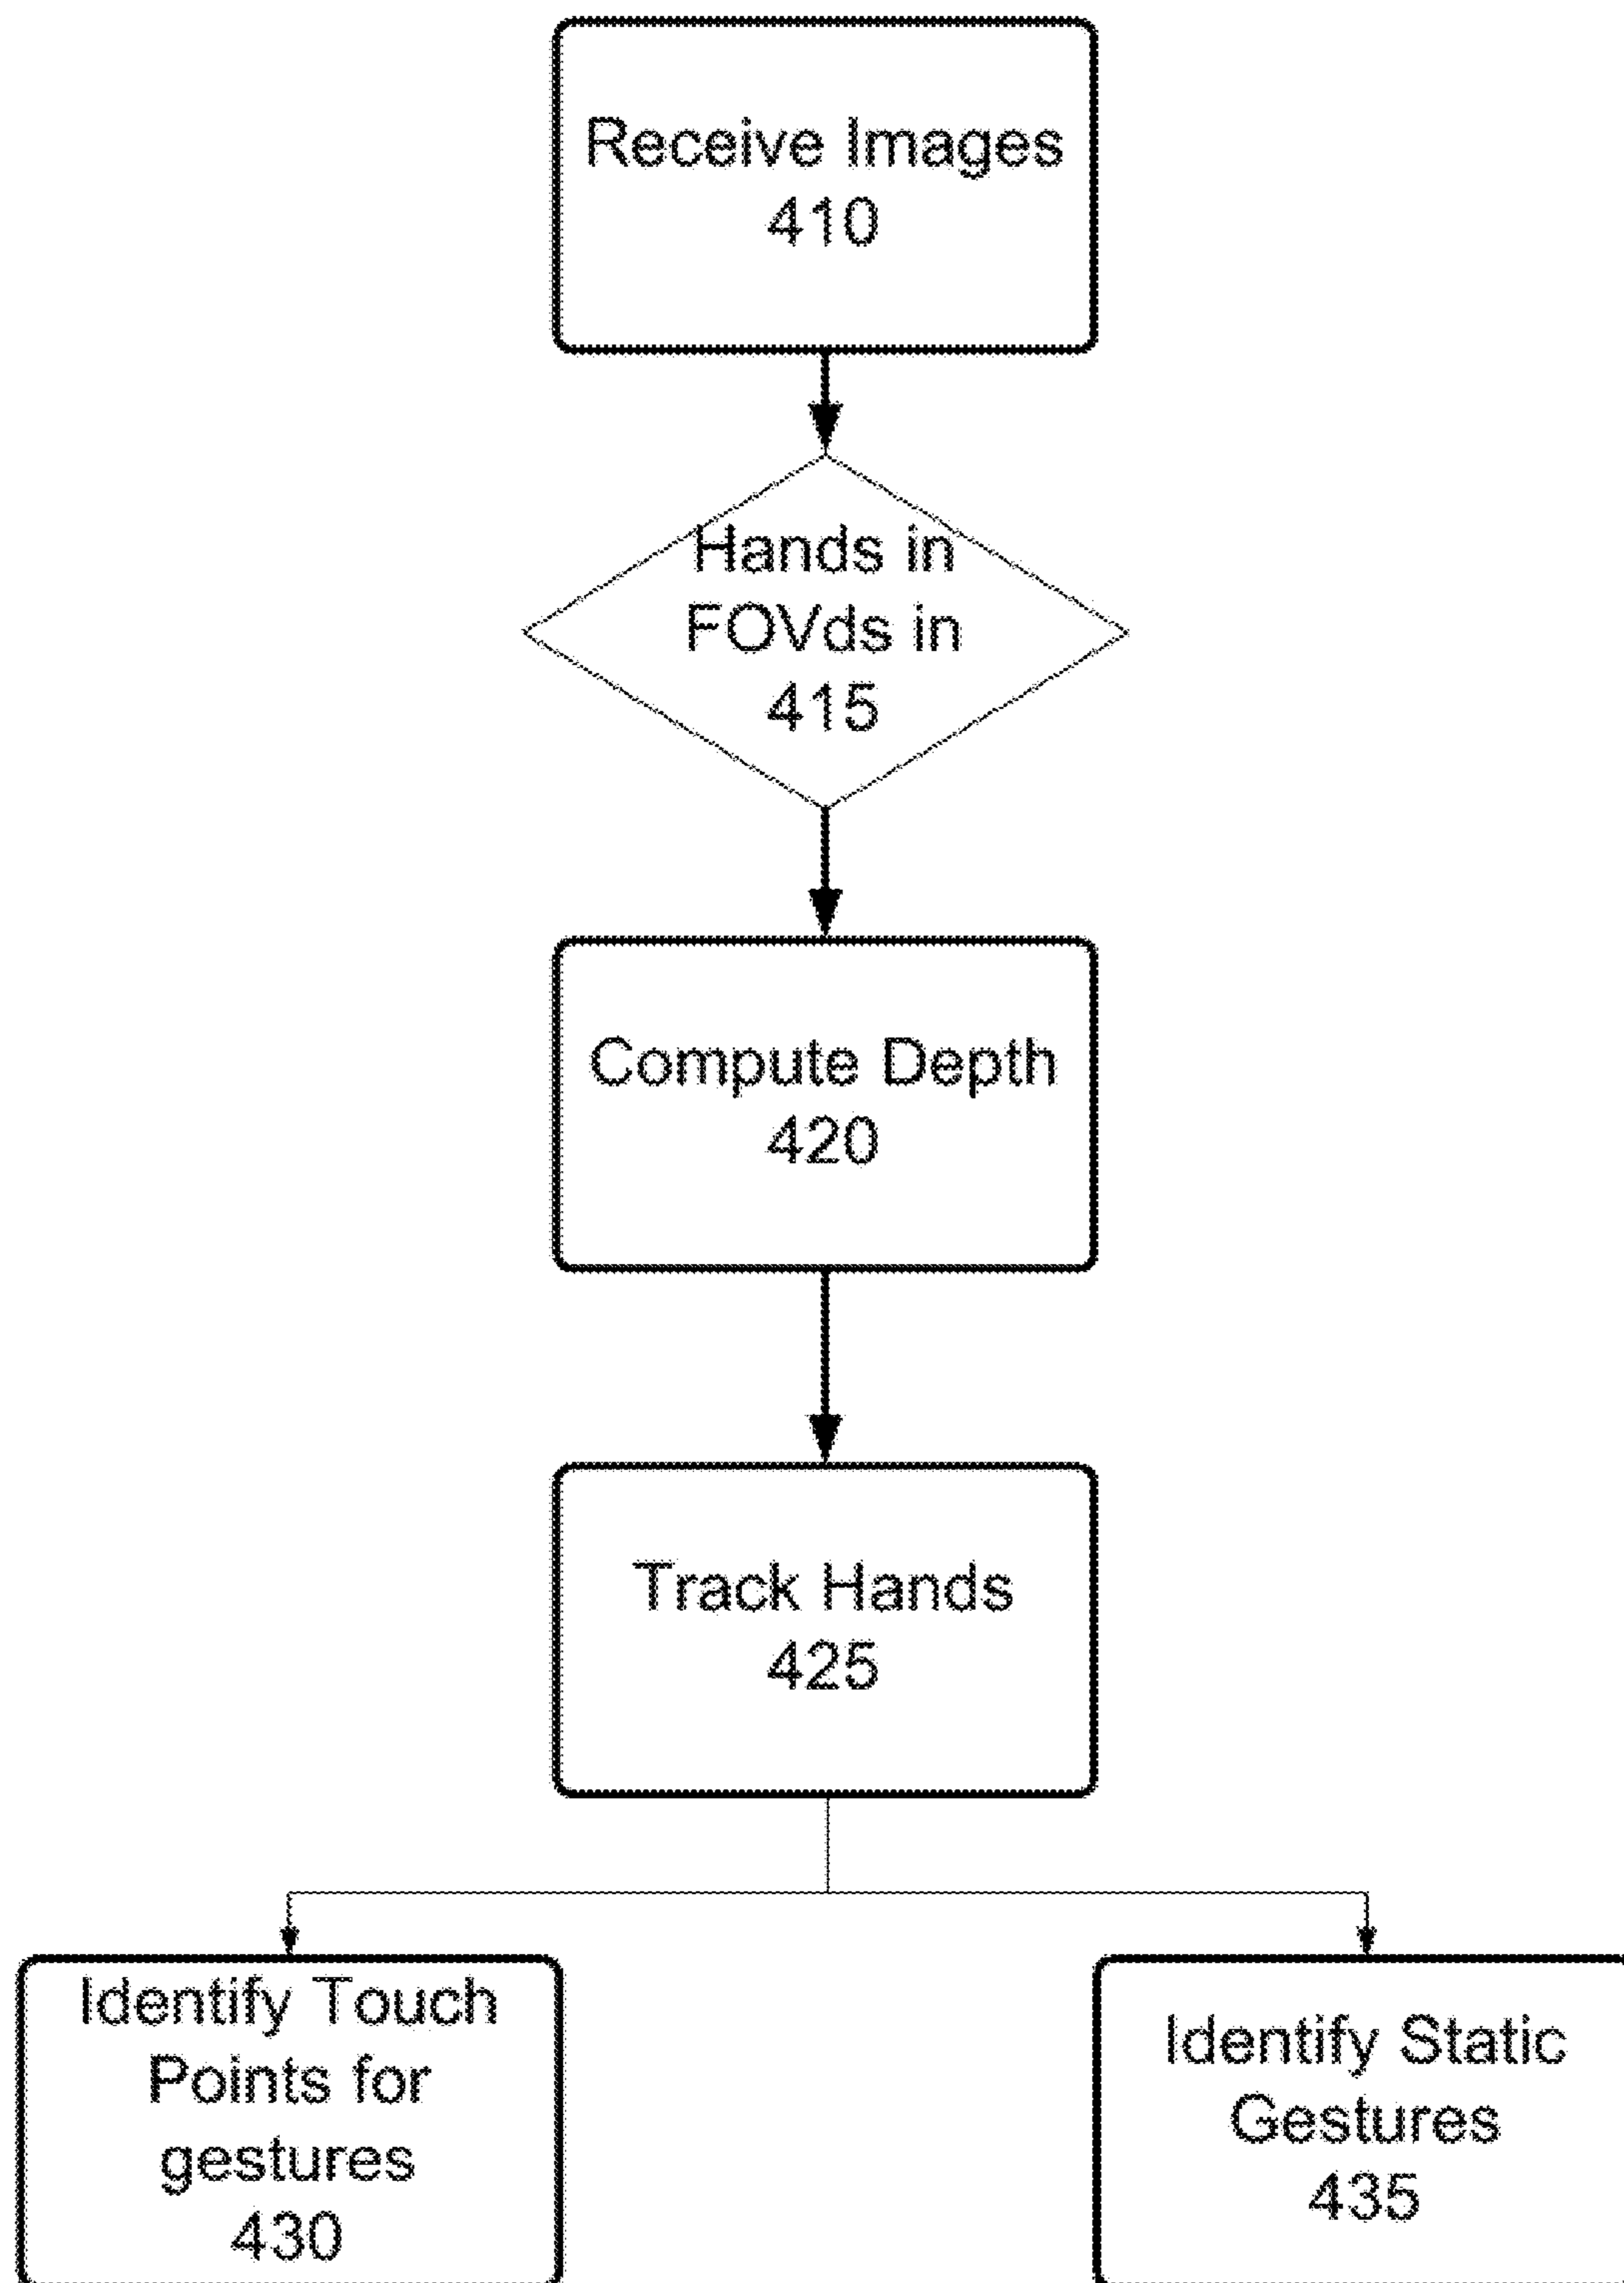 Receive Images
410
Hands in
FOVds in
415
Compute Depth
420
Track Hands
425
Identify Touch
Points for
gestures
430
Identify Static
Gestures
435